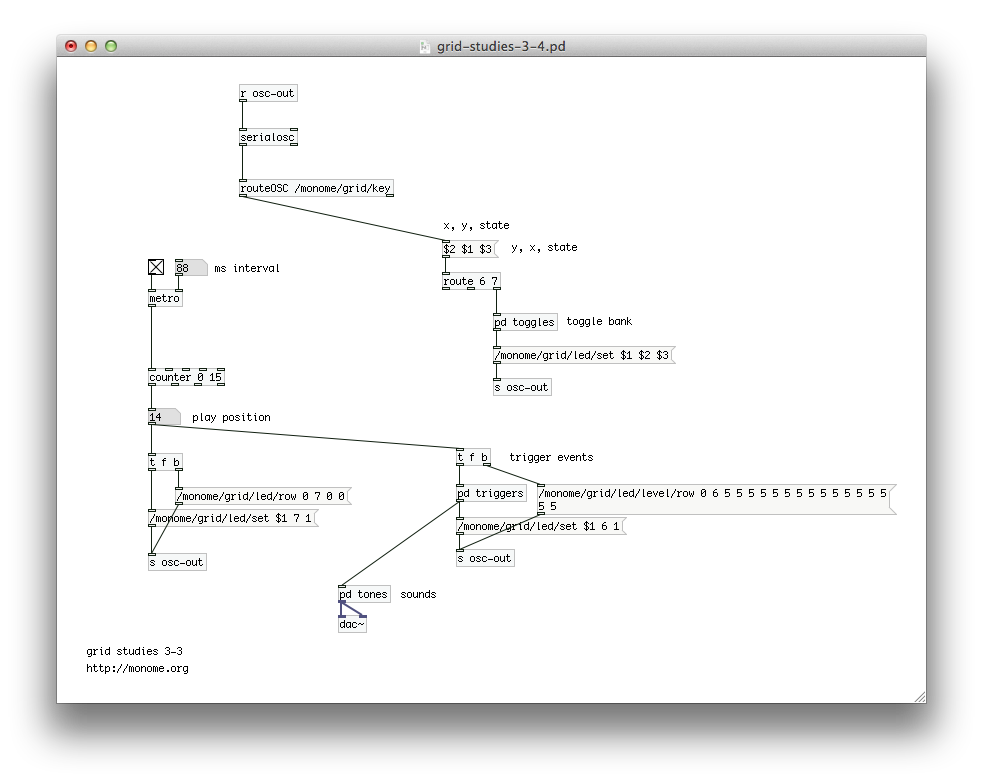 grid-studies-3-4.pd
r osc-out
serialosc
routeOSC /monome/grid/key
x, y, state
$2 $1 $3
y, x, state
88
ms interval
route 6 7
metro
pd toggles
toggle bank
/monome/grid/led/set $1 $2 $3
counter 0 15
s osc-out
14
play position
t f b
trigger events
t f b
/monome/grid/led/row 0 7 0 0
pd triggers
/monome/grid/led/level/row 0 6 5 5 5 5 5 5 5 5 5 5 5 5 5 5
5 5
/monome/grid/led/set $1 7 1
/monome/grid/led/set $1 6 1
s osc-out
s osc-out
pd tones
sounds
dac~
grid studies 3-3
http://monome.org